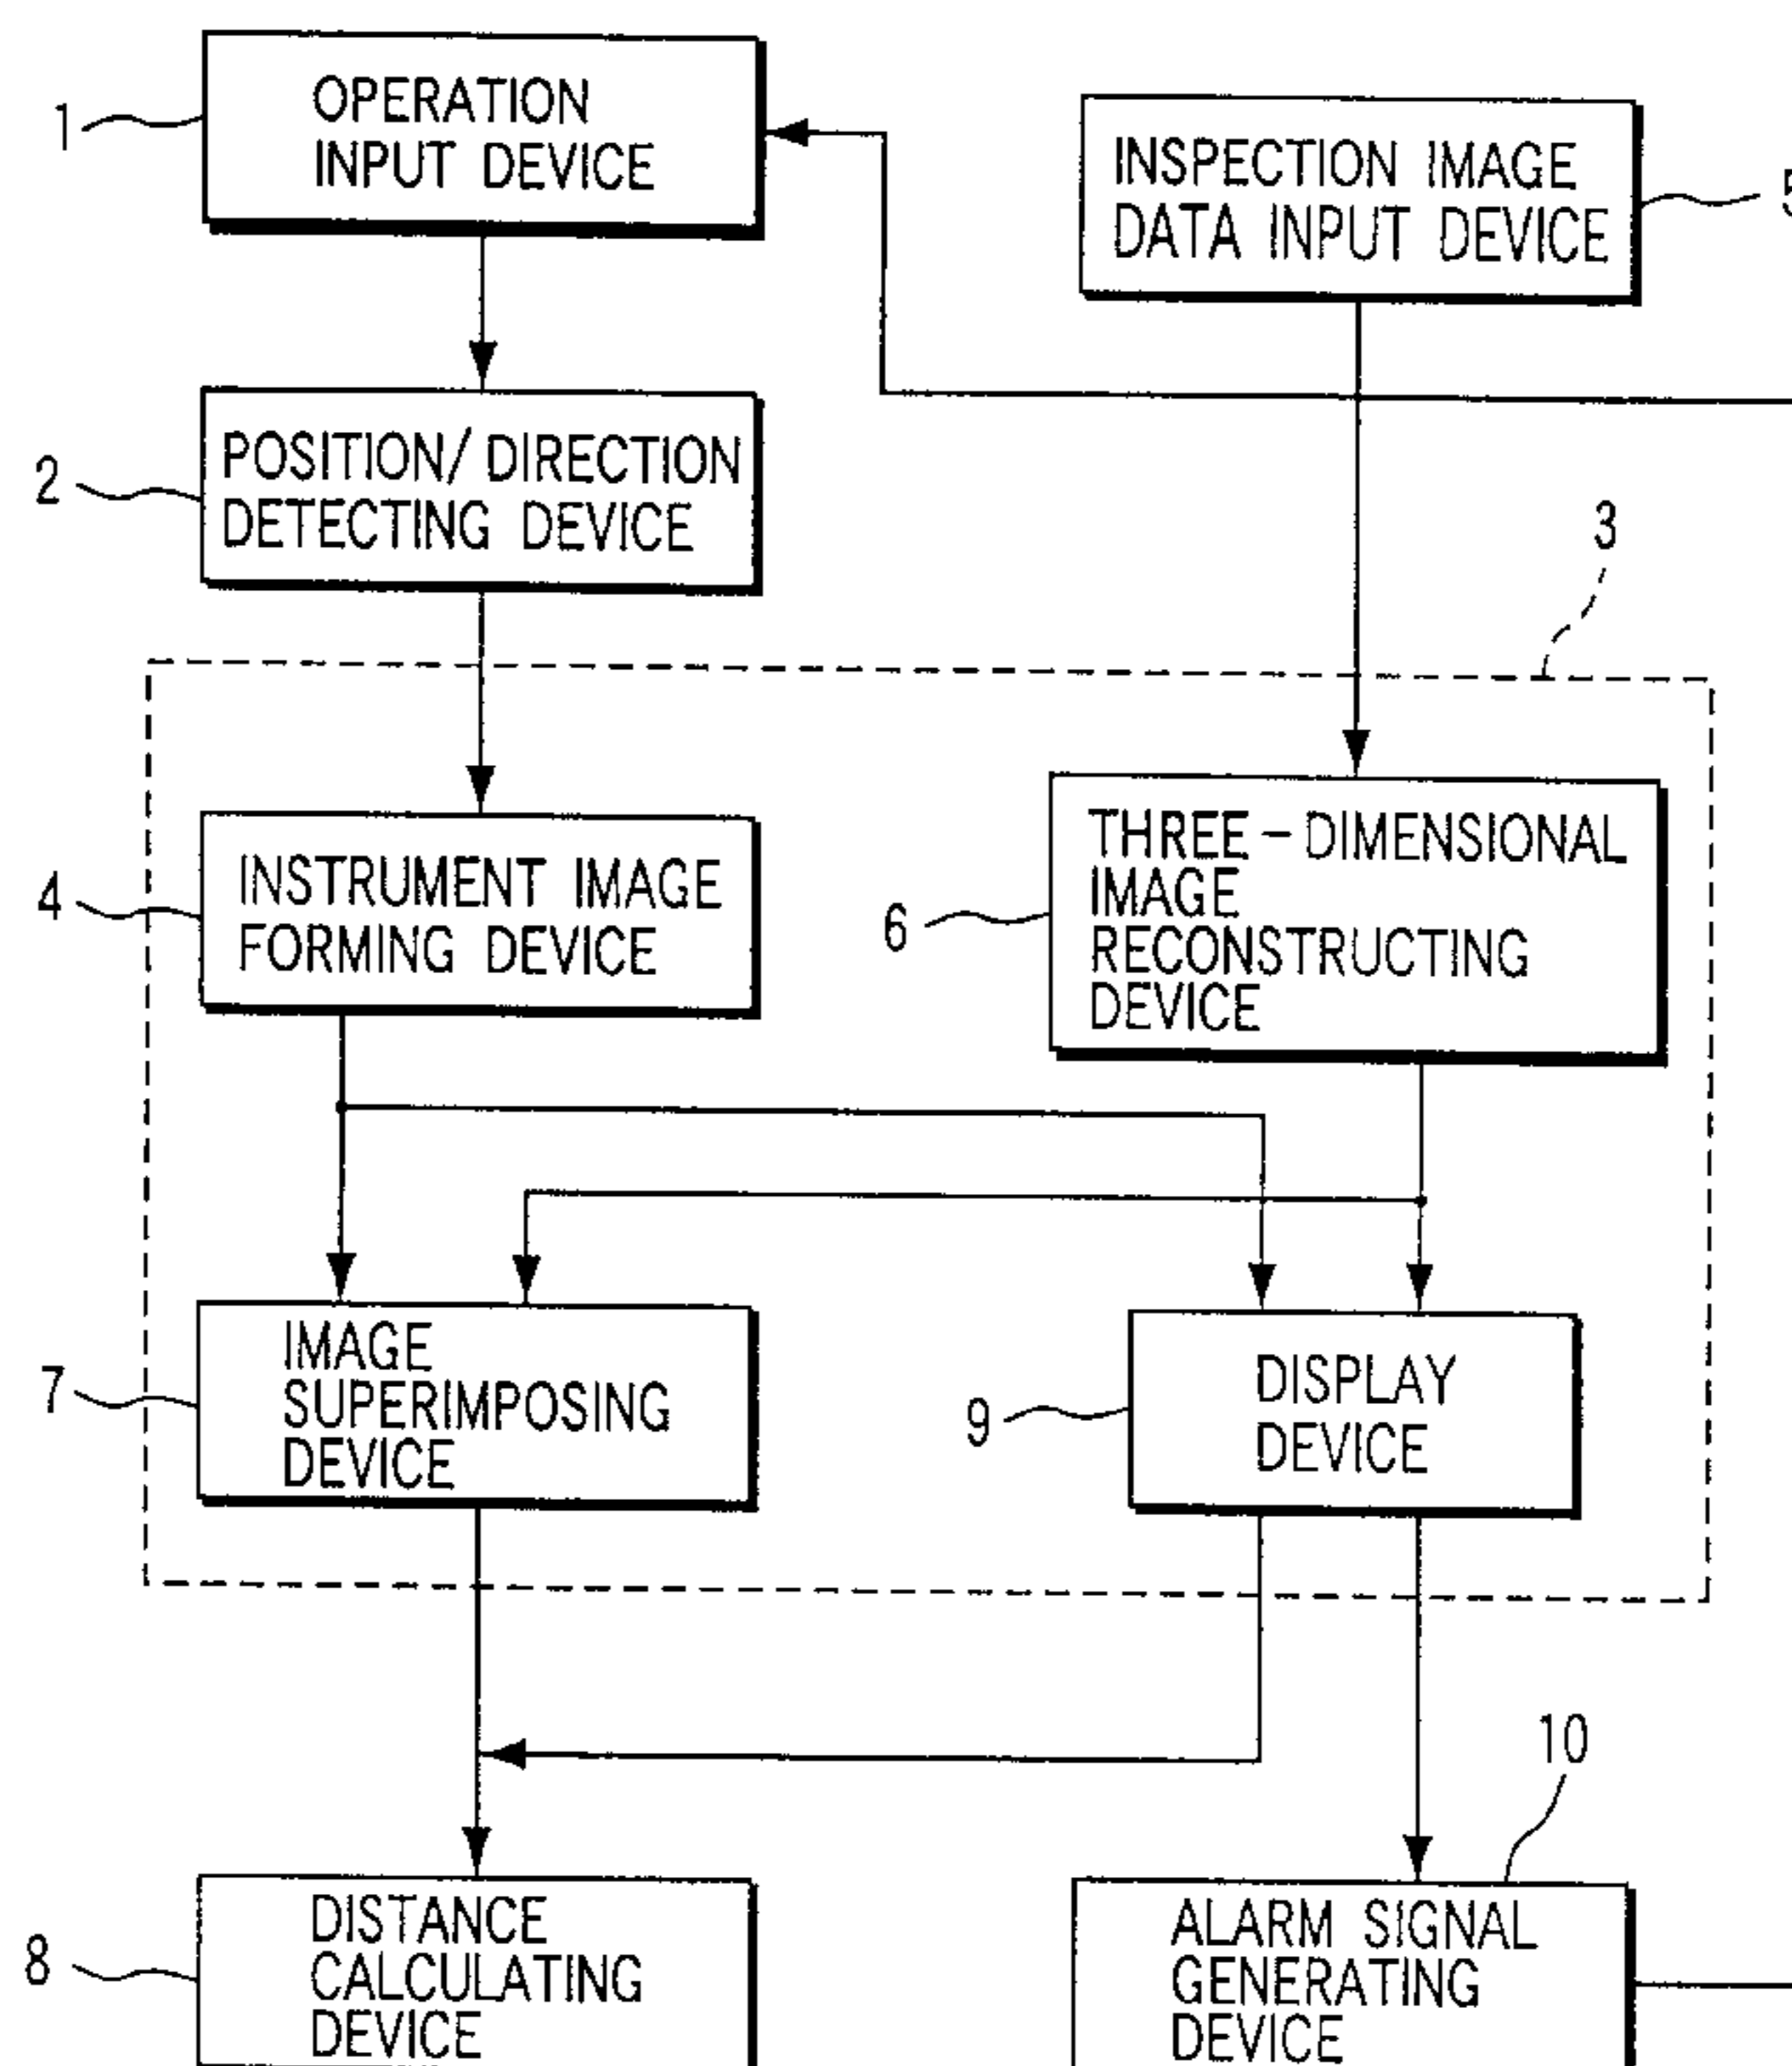 1
OPERATION
INPUT DEVICE
INSPECTION IMAGE
DATA INPUT DEVICE
5
2
POSITION/DIRECTION
DETECTING DEVICE
3
4
INSTRUMENT IMAGE
FORMING DEVICE
6
THREE-DIMENSIONAL
IMAGE
RECONSTRUCTING
DEVICE
7
IMAGE
SUPERIMPOSING
DEVICE
9
DISPLAY
DEVICE
10
8
DISTANCE
CALCULATING
DEVICE
ALARM SIGNAL
GENERATING
DEVICE